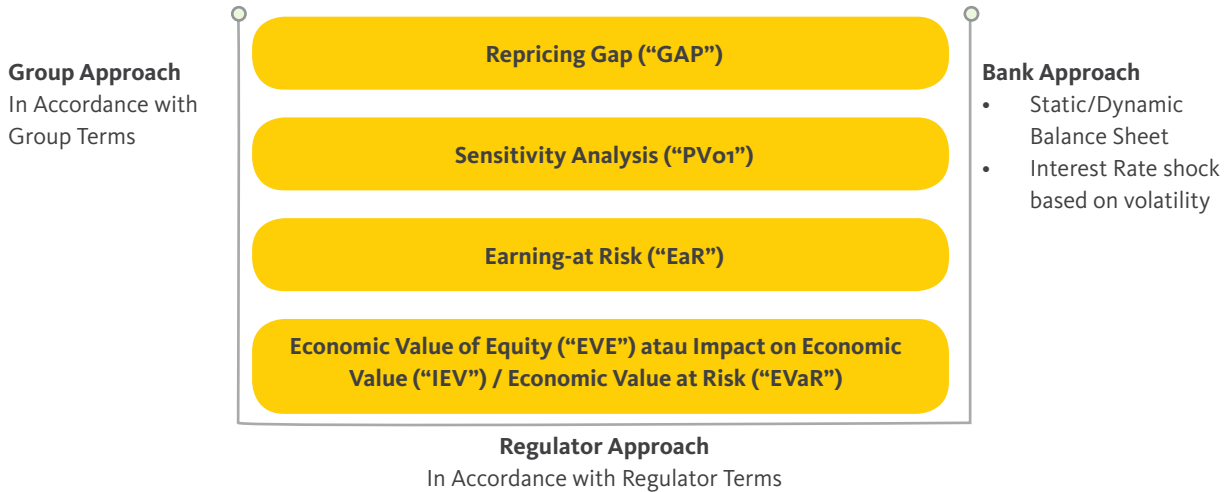 Group Approach
In Accordance with
Group Terms
Repricing Gap (“GAP”)
Sensitivity Analysis (“PV01”)
Earning-at Risk (“EaR”)
Economic Value of Equity (“EVE”) atau Impact on Economic
Value (“IEV”) / Economic Value at Risk (“EVaR”)
Bank Approach
• Static/Dynamic
Balance Sheet
• Interest Rate shock
based on volatility
Regulator Approach
In Accordance with Regulator Terms